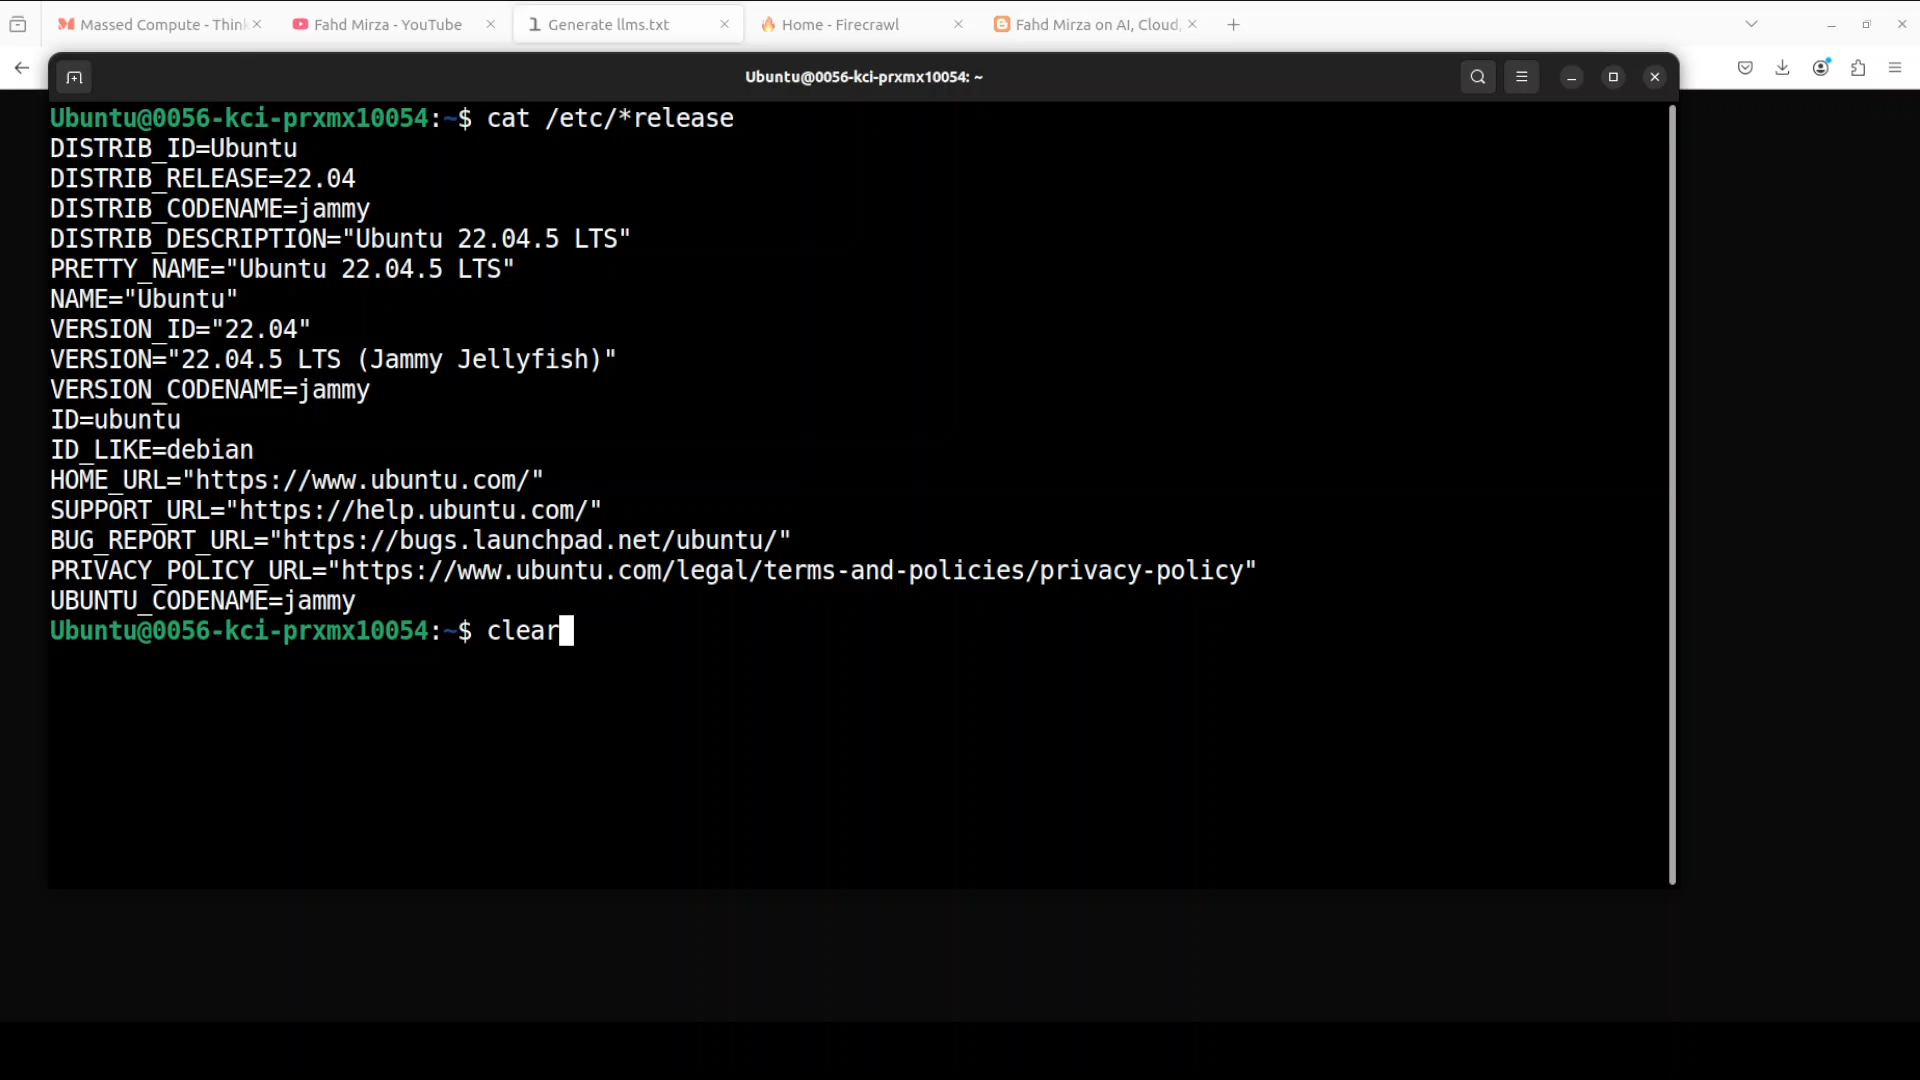 Massed Compute - Think
Fahd Mirza - YouTube
Generate llms.txt
Home - Firecrawl
Fahd Mirza on AI, Cloud,
Ubuntu@0056-kci-prxmx10054: ~
Ubuntu@0056-kci-prxmx10054:~$ cat /etc/*release
DISTRIB_ID=Ubuntu
DISTRIB_RELEASE=22.04
DISTRIB_CODENAME=jammy
DISTRIB_DESCRIPTION="Ubuntu 22.04.5 LTS"
PRETTY_NAME="Ubuntu 22.04.5 LTS"
NAME="Ubuntu"
VERSION_ID="22.04"
VERSION="22.04.5 LTS (Jammy Jellyfish)"
VERSION_CODENAME=jammy
ID=ubuntu
ID_LIKE=debian
HOME_URL="https://www.ubuntu.com/"
SUPPORT_URL="https://help.ubuntu.com/"
BUG_REPORT_URL="https://bugs.launchpad.net/ubuntu/"
PRIVACY_POLICY_URL="https://www.ubuntu.com/legal/terms-and-policies/privacy-policy"
UBUNTU_CODENAME=jammy
Ubuntu@0056-kci-prxmx10054:~$ clear